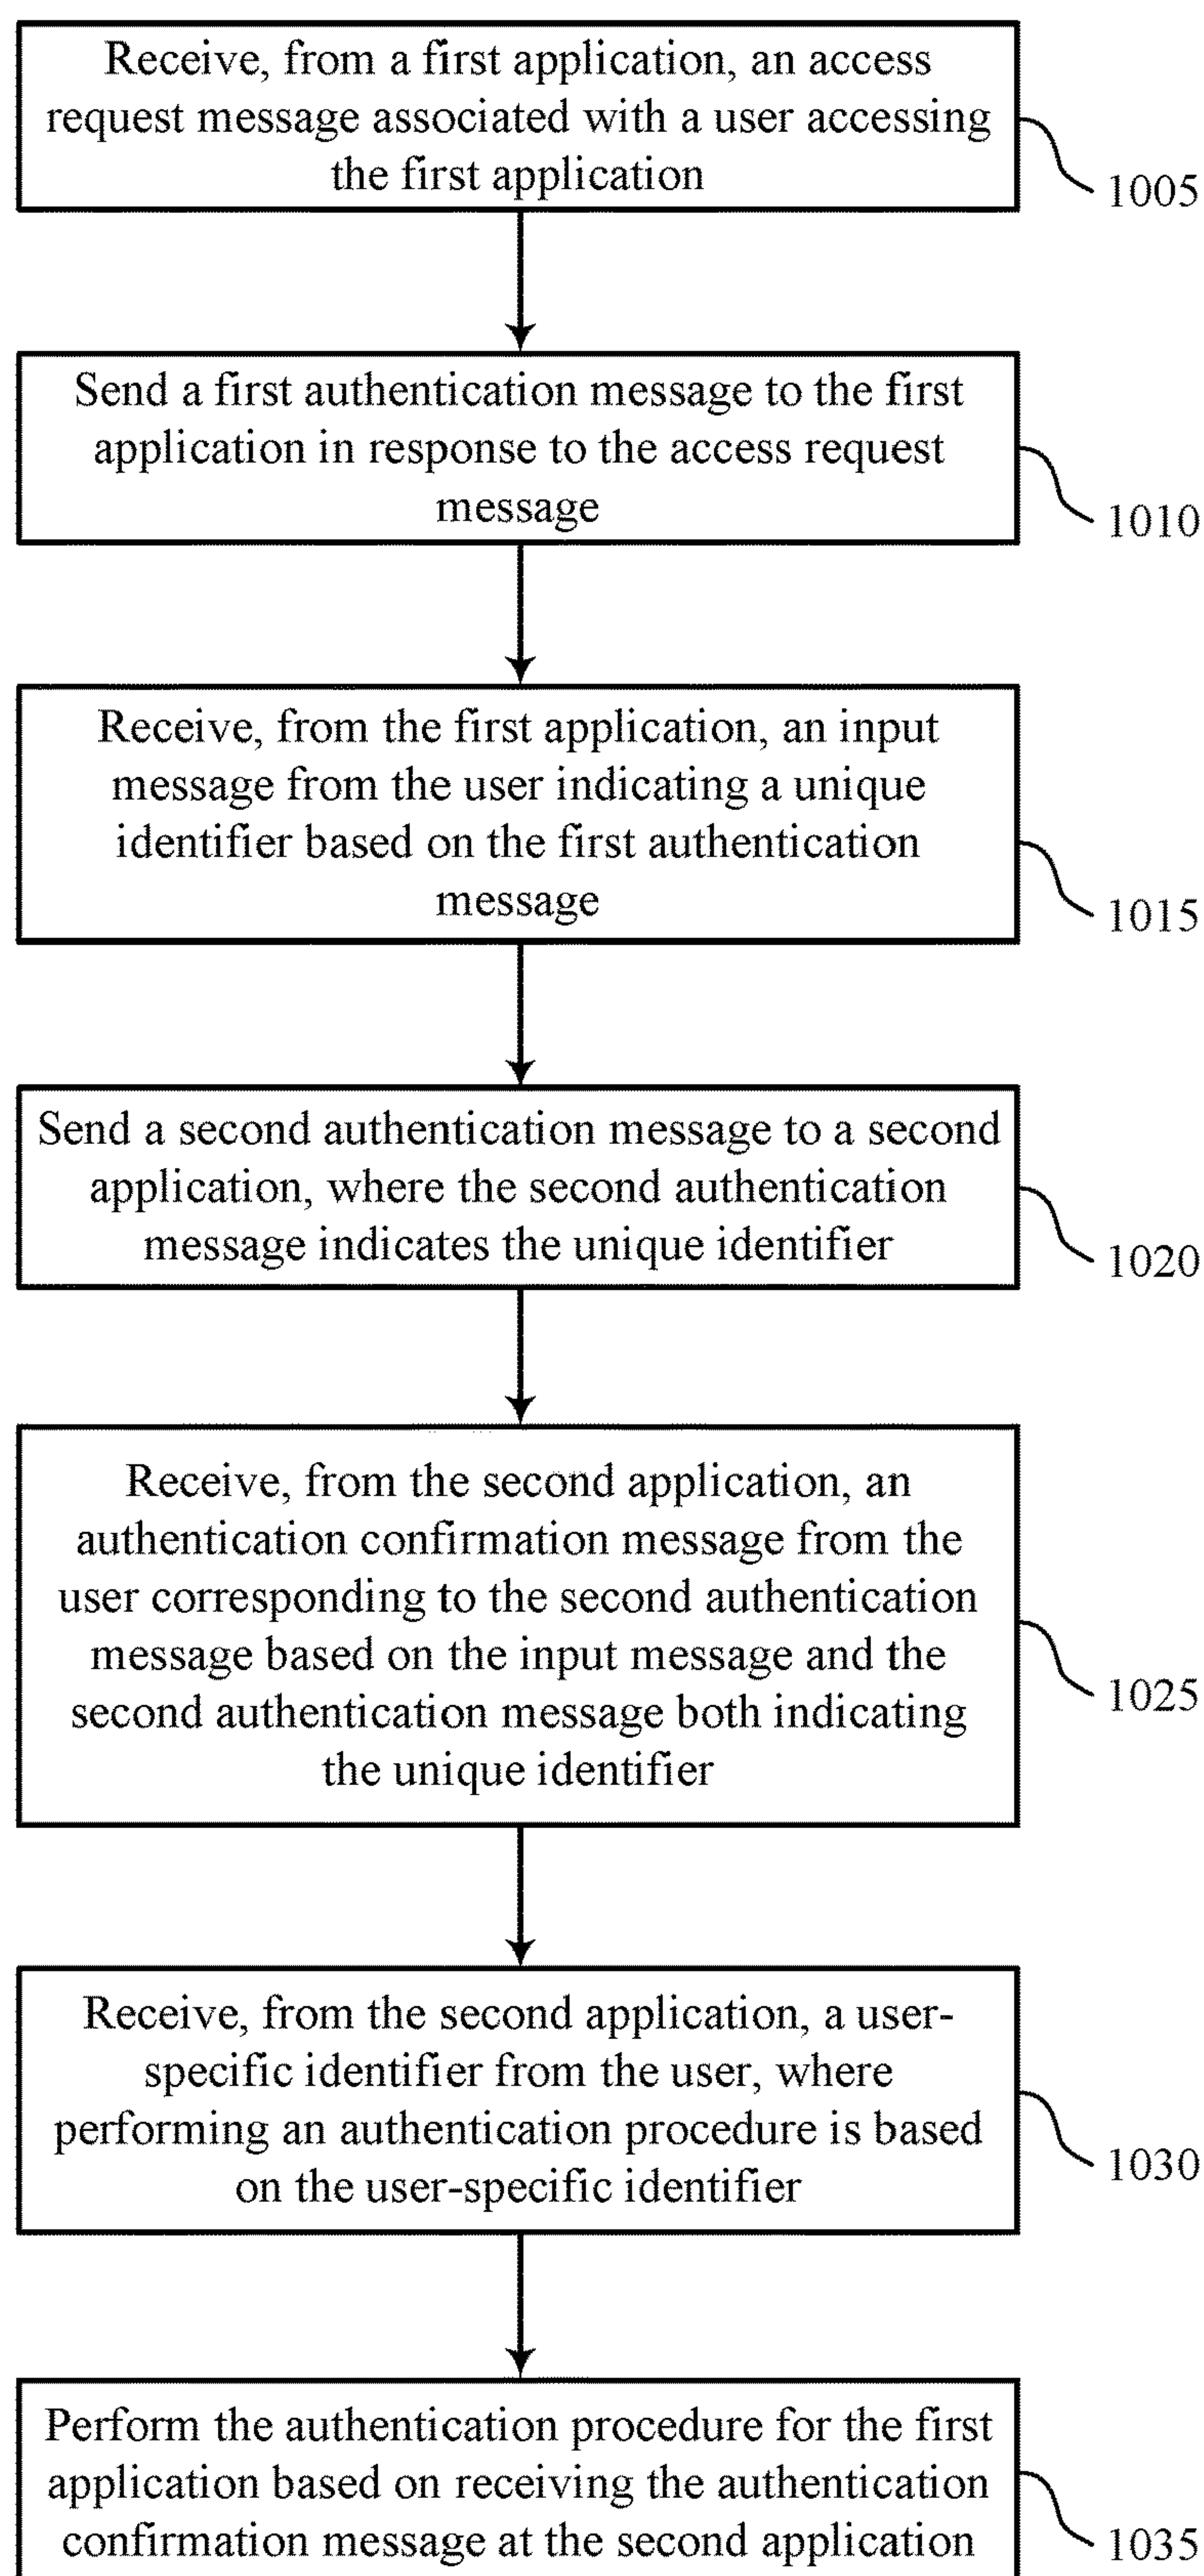 Receive, from a first application, an access
request message associated with a user accessing
the first application
1005
Send a first authentication message to the first
application in response to the access request
message
1010
Receive, from the first application, an input
message from the user indicating a unique
identifier based on the first authentication
message
1015
Send a second authentication message to a second
application, where the second authentication
message indicates the unique identifier
1020
Receive, from the second application, an
authentication confirmation message from the
user corresponding to the second authentication
message based on the input message and the
second authentication message both indicating
the unique identifier
1025
Receive, from the second application, a user-
specific identifier from the user, where
performing an authentication procedure is based
on the user-specific identifier
1030
Perform the authentication procedure for the first
application based on receiving the authentication
confirmation message at the second application
1035